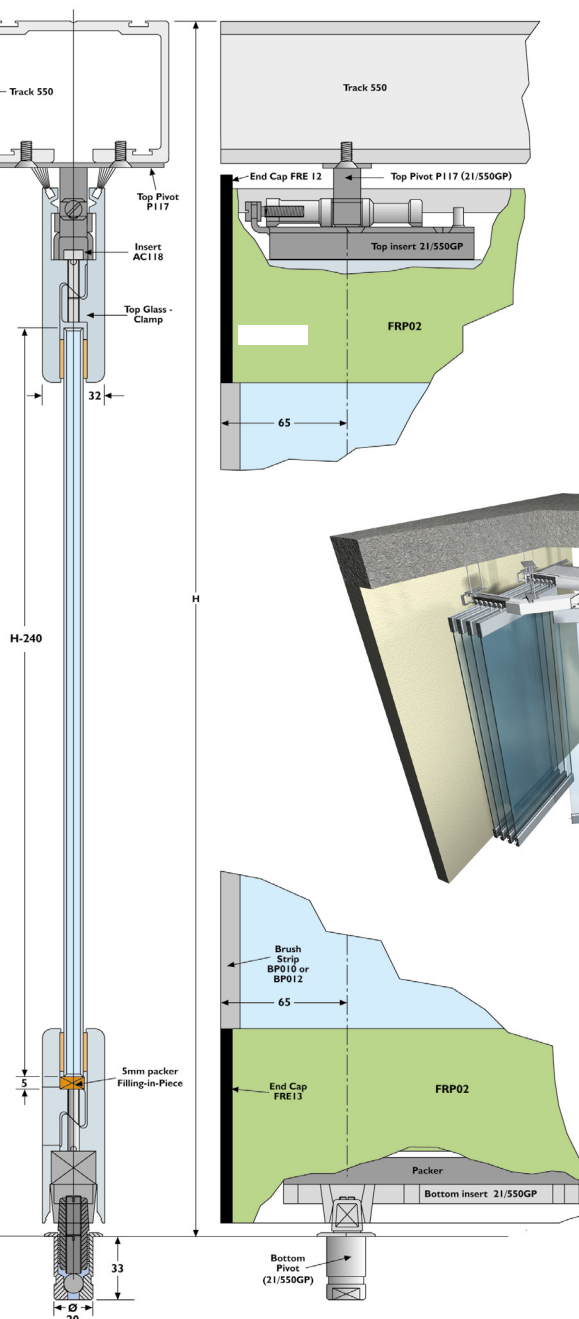 Track 550
Track 550
End Cap FRE 12
Top Pivot P117 (21/550GP)
Top Pivot
P117
Insert
AC118
Top insert 21/550GP
Top Glass -
Clamp
FRP02
32
65
H
H-240
Brush
Strip
BP010 or
BP012
65
5mm packer
Filling-in-Piece
5
End Cap
FRE13
FRP02
Packer
Bottom insert 21/550GP
33
Bottom
Pivot
(21/550GP)
Ø
20